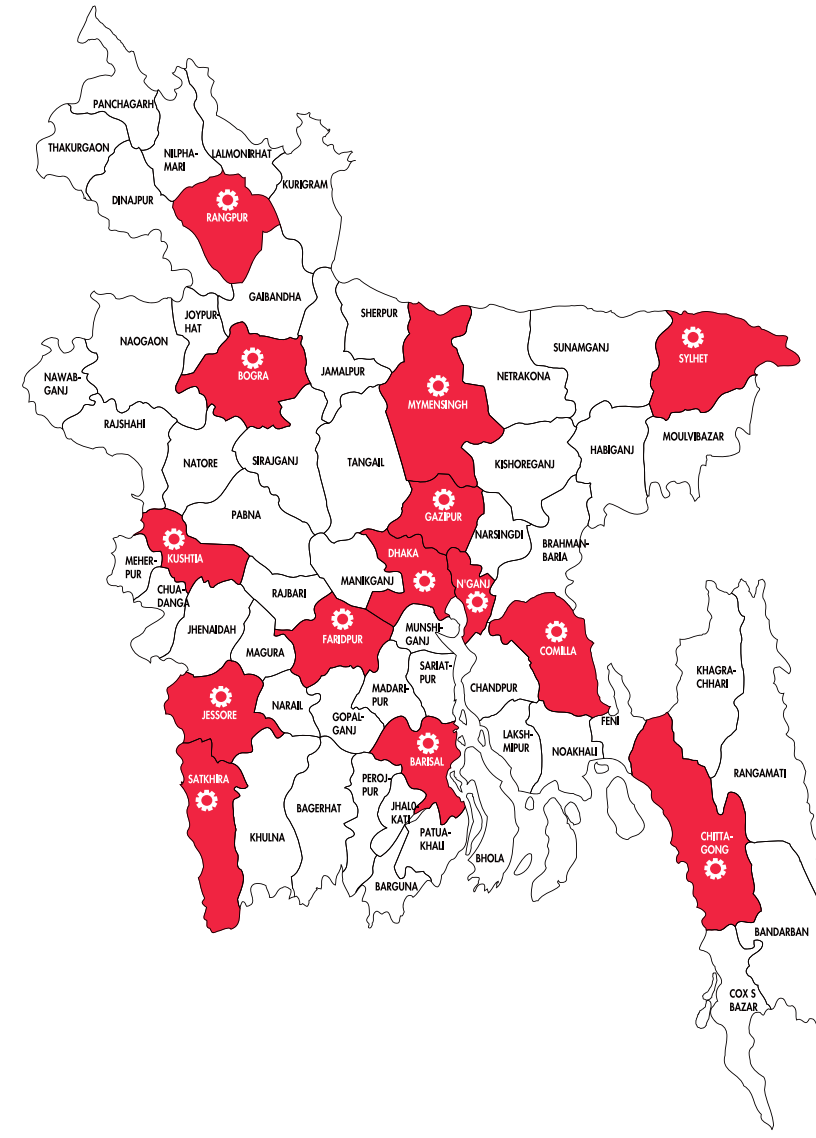 PANCHAGARH
THAKURGAON
NILPHA-
MARI
LALMONIRHAT
KURIGRAM
DINAJPUR
RANGPUR
GAIBANDHA
JOYPUR-
HAT
SHERPUR
NAOGAON
BOGRA
JAMALPUR
NAWAB-
GANJ
MYMENSINGH
NETRAKONA
SUNAMGANJ
SYLHET
RAJSHAHI
NATORE
SIRAJGANJ
TANGAIL
KISHOREGANJ
HABIGANJ
MOULVIBAZAR
PABNA
GAZIPUR
NARSINGDI
BRAHMAN-
BARIA
KUSHTIA
MEHER-
PUR
CHUA-
DANGA
RAJBARI
MANIKGANJ
DHAKA
N'GANJ
JHENAIDAH
MAGURA
FARIDPUR
MUNSHI-
GANJ
COMILLA
SARIAT-
PUR
MADARI-
PUR
CHANDPUR
KHAGRA-
CHHARI
JESSORE
NARAIL
GOPAL-
GANJ
BARISAL
LAKSH-
MIPUR
NOAKHALI
FENI
RANGAMATI
SATKHIRA
KHULNA
BAGERHAT
PEROJ-
PUR
JHALO-
KATI
PATUA-
KHALI
BARGUNA
BHOLA
CHITTA-
GONG
BANDARBAN
COX S
BAZAR